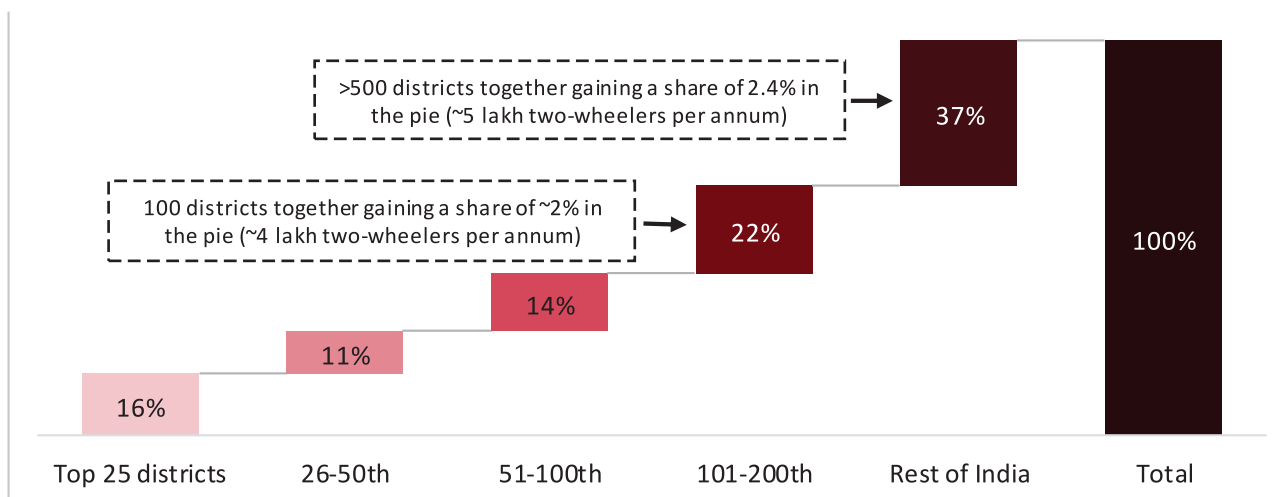 >500 districts together gaining a share of 2.4% in
the pie (~5 lakh two-wheelers per annum)
37%
100 districts together gaining a share of ~2% in
the pie (~4 lakh two-wheelers per annum)
22%
100%
14%
11%
16%
Top 25 districts
26-50th
51-100th
101-200th
Rest of India
Total